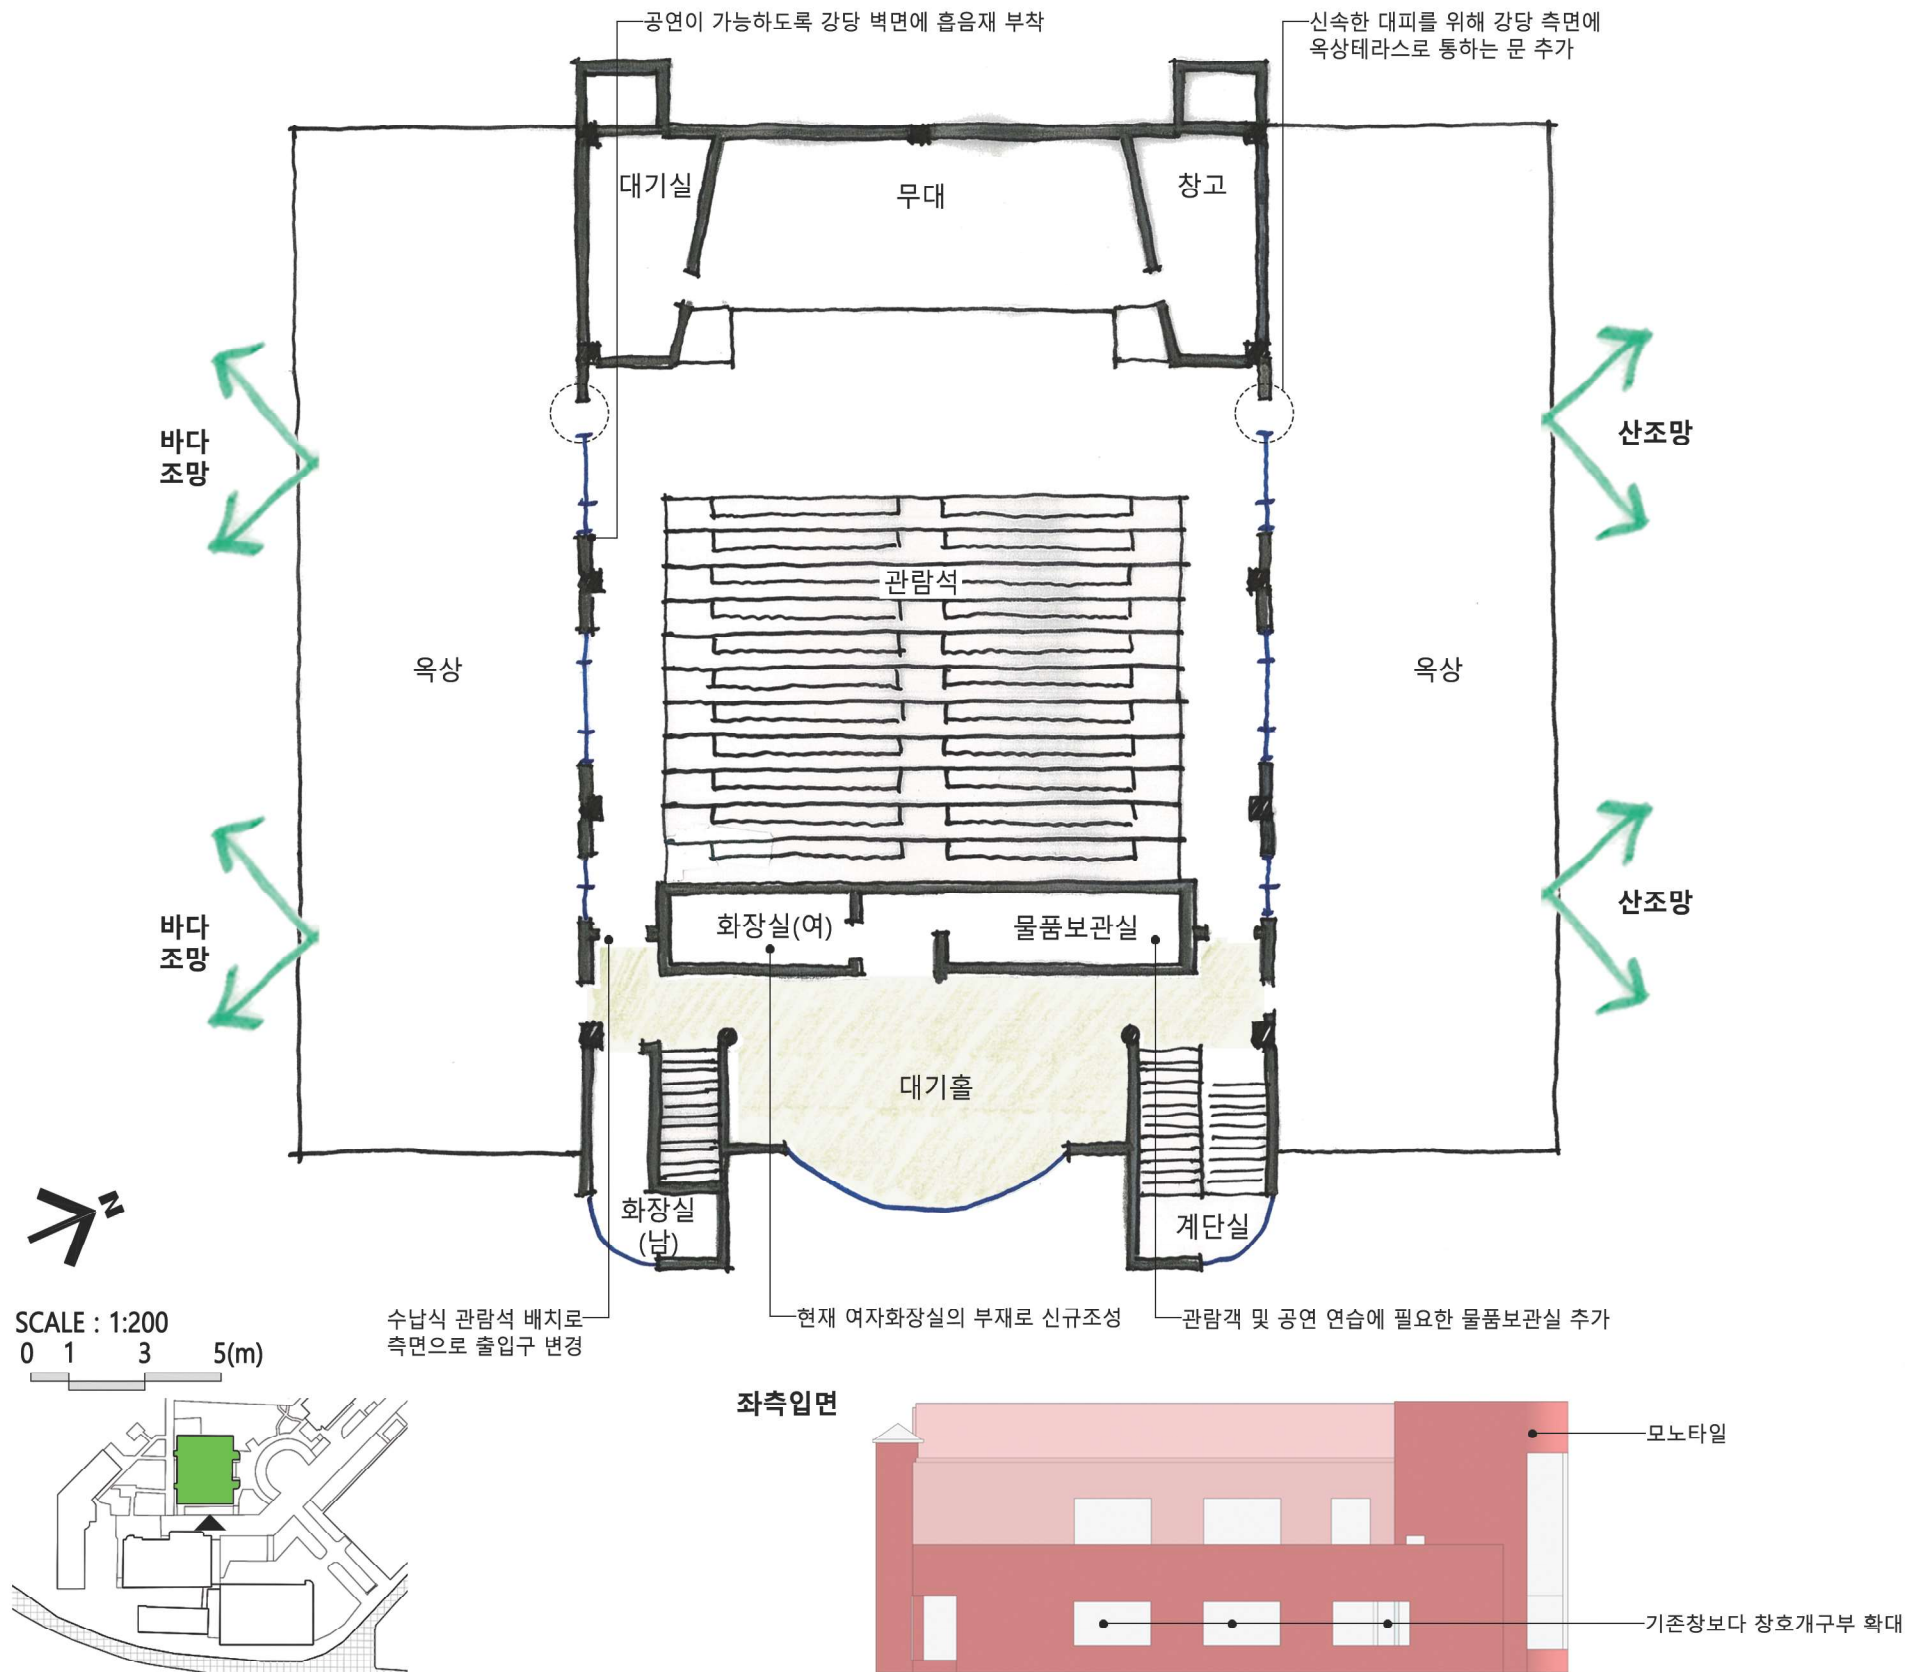 공연이 가능하도록 강당 벽면에 흡음재 부착
신속한 대피를 위해 강당 측면에
옥상테라스로 통하는 문 추가
대기실
무대
창고
바다
조망
산조망
관람석
옥상
옥상
바다
조망
화장실(여)
물품보관실
산조망
대기홀
화장실
(남)
계단실
N
수납식 관람석 배치로
측면으로 출입구 변경
현재 여자화장실의 부재로 신규조성
관람객 및 공연 연습에 필요한 물품보관실 추가
SCALE : 1:200
0 1 3 5(m)
좌측입면
모노타일
기존창보다 창호개구부 확대